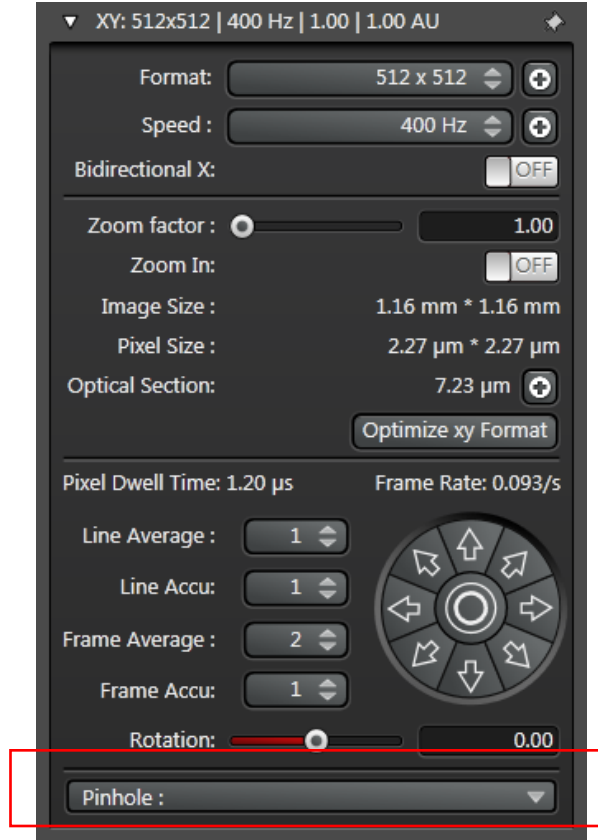 XY: 512x512 | 400 Hz | 1.00 | 1.00 AU
Format: 512 x 512
Speed : 400 Hz
Bidirectional X: OFF
Zoom factor : 1.00
Zoom In: OFF
Image Size : 1.16 mm * 1.16 mm
Pixel Size : 2.27 µm * 2.27 µm
Optical Section: 7.23 µm
Optimize xy Format
Pixel Dwell Time: 1.20 µs Frame Rate: 0.093/s
Line Average : 1
Line Accu: 1
Frame Average : 2
Frame Accu: 1
Rotation: 0.00
Pinhole :